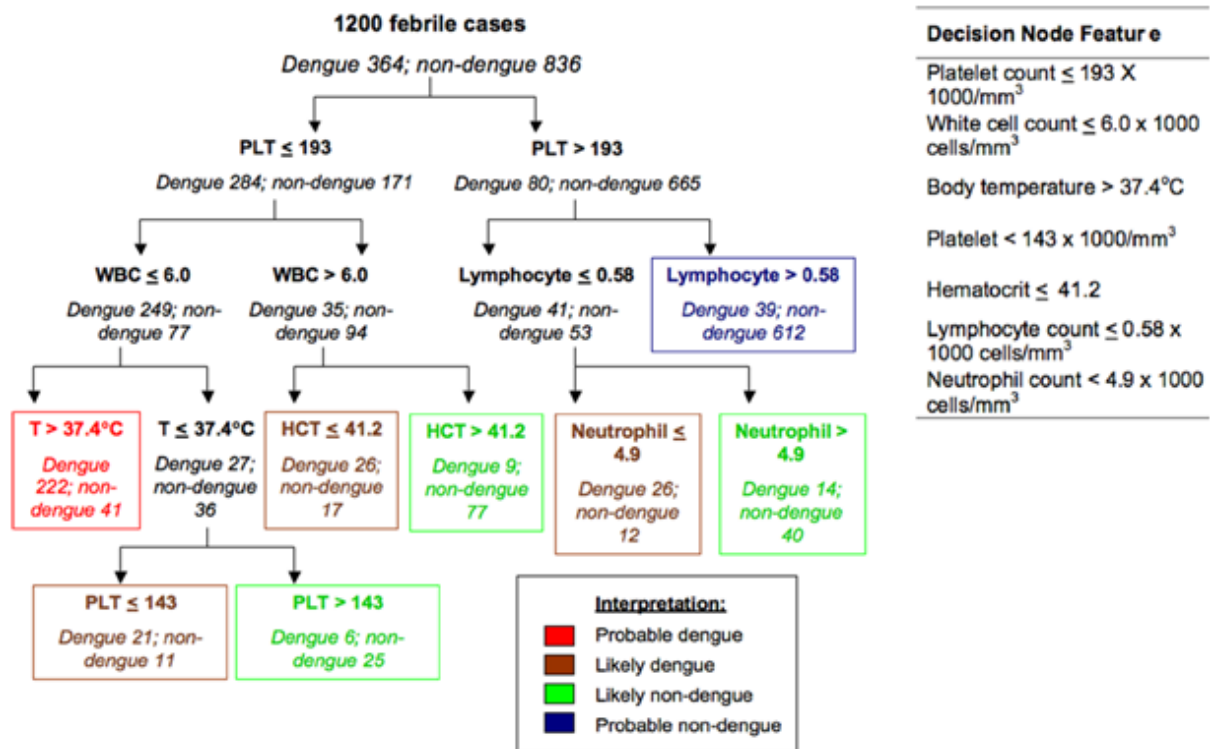 1200 febrile cases
Dengue 364; non-dengue 836
PLT ≤ 193
Dengue 284; non-dengue 171
PLT > 193
Dengue 80; non-dengue 665
WBC ≤ 6.0
Dengue 249; non-
dengue 77
WBC > 6.0
Dengue 35; non-
dengue 94
Lymphocyte ≤ 0.58
Dengue 41; non-
dengue 53
Lymphocyte > 0.58
Dengue 39; non-
dengue 612
T > 37.4ºC
Dengue
222; non-
dengue 41
T ≤ 37.4ºC
Dengue 27;
non-dengue
36
HCT ≤ 41.2
Dengue 26;
non-dengue
17
HCT > 41.2
Dengue 9;
non-dengue
77
Neutrophil ≤
4.9
Dengue 26;
non-dengue
12
Neutrophil >
4.9
Dengue 14;
non-dengue
40
PLT ≤ 143
Dengue 21; non-
dengue 11
PLT > 143
Dengue 6; non-
dengue 25
Interpretation:
Probable dengue
Likely dengue
Likely non-dengue
Probable non-dengue
Decision Node Feature
Platelet count ≤ 193 X
1000/mm³
White cell count ≤ 6.0 x 1000
cells/mm³
Body temperature > 37.4°C
Platelet < 143 x 1000/mm³
Hematocrit ≤ 41.2
Lymphocyte count ≤ 0.58 x
1000 cells/mm³
Neutrophil count < 4.9 x 1000
cells/mm³